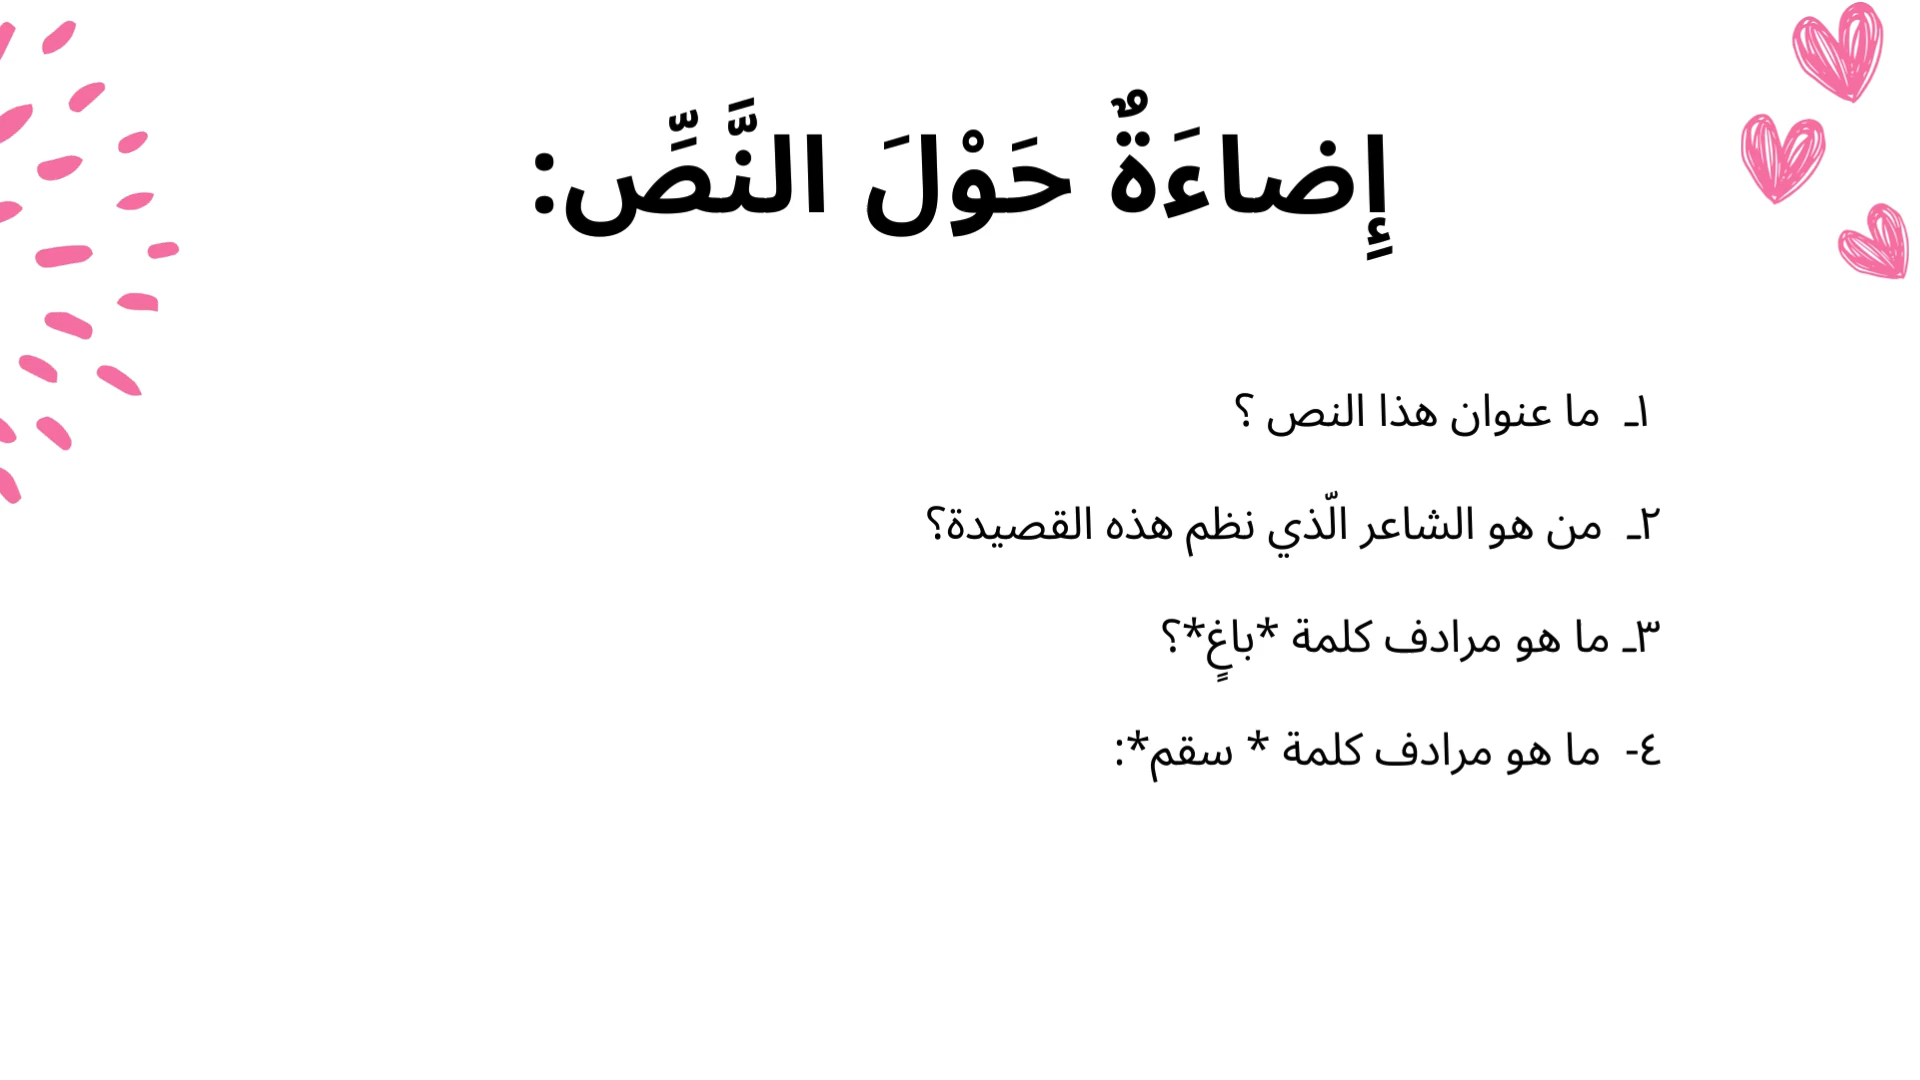 إِضاءَةٌ حَوْلَ النَّصِّ:
١ـ ما عنوان هذا النص ؟
٢ـ من هو الشاعر الّذي نظم هذه القصيدة؟
٣ـ ما هو مرادف كلمة *باغٍ*؟
٤- ما هو مرادف كلمة * سقم*: